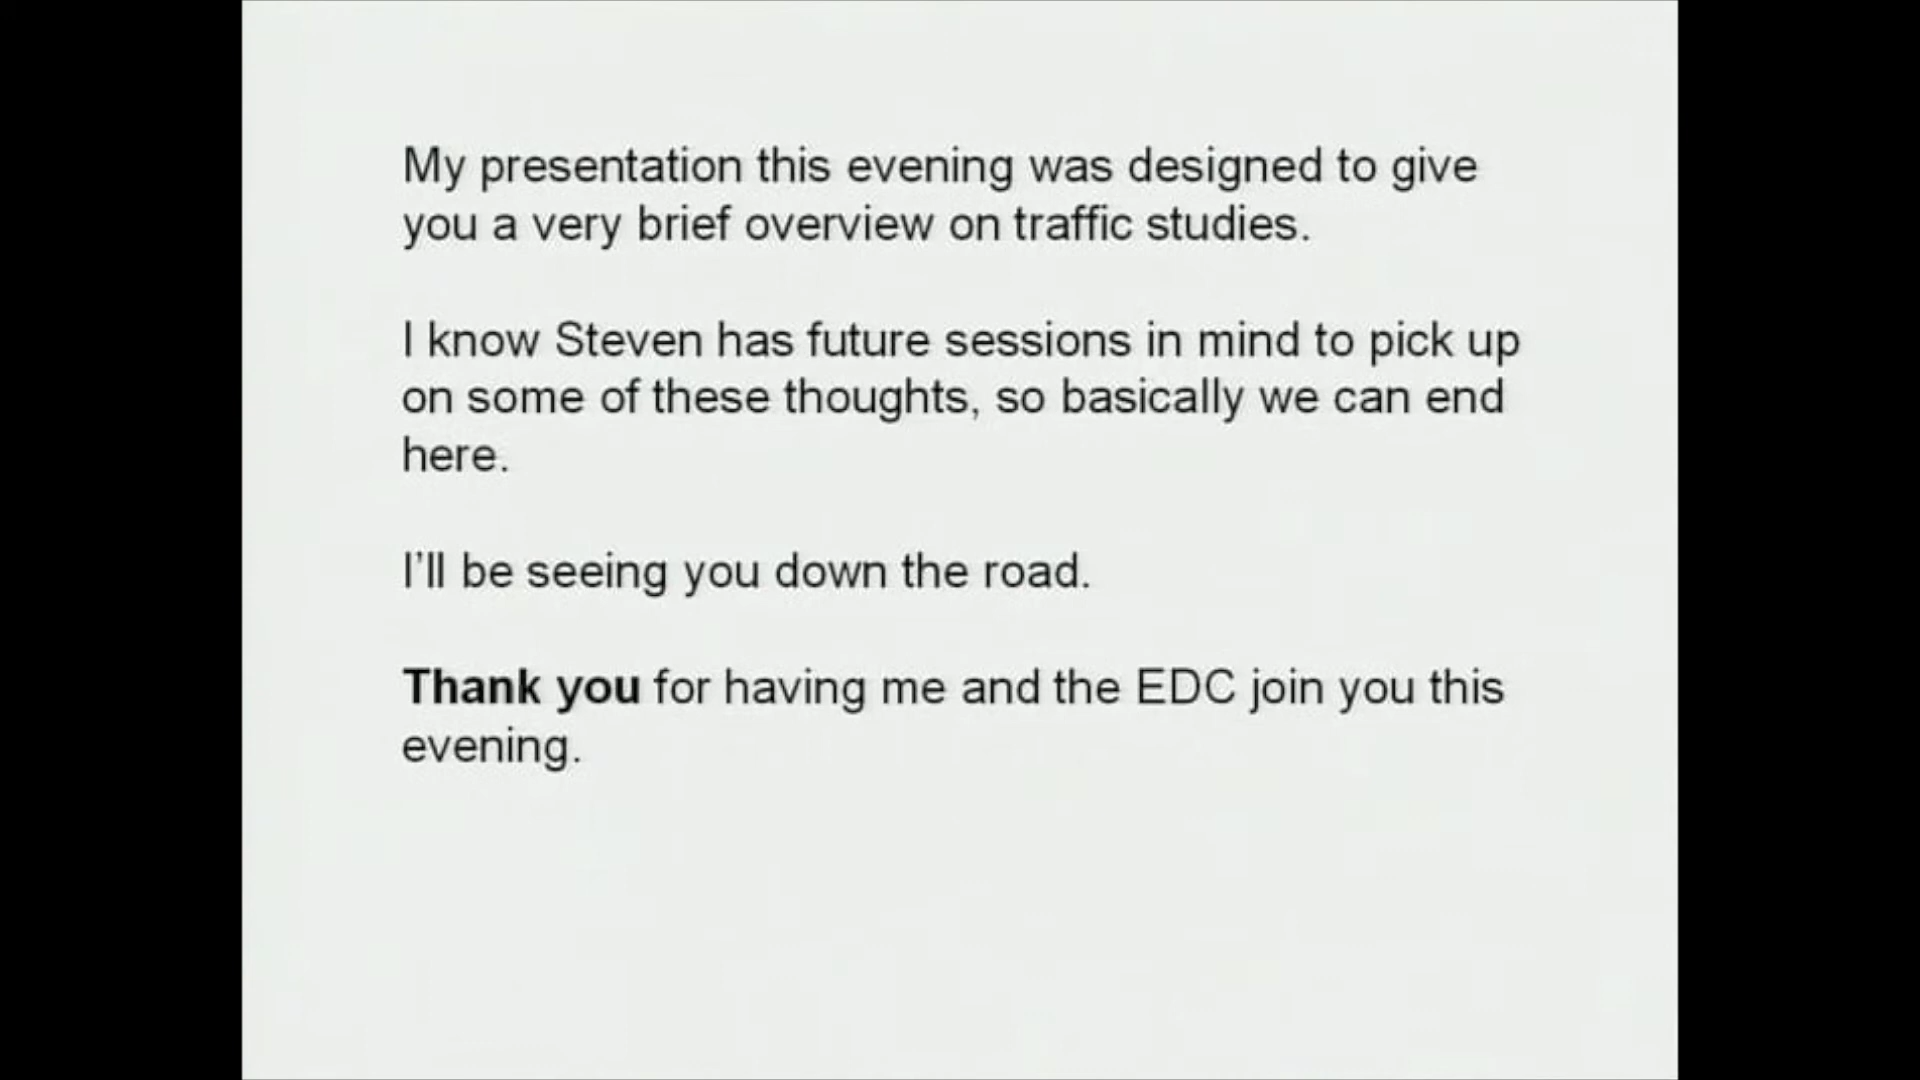 My presentation this evening was designed to give
you a very brief overview on traffic studies.
I know Steven has future sessions in mind to pick up
on some of these thoughts, so basically we can end
here.
I'll be seeing you down the road.
Thank you for having me and the EDC join you this
evening.